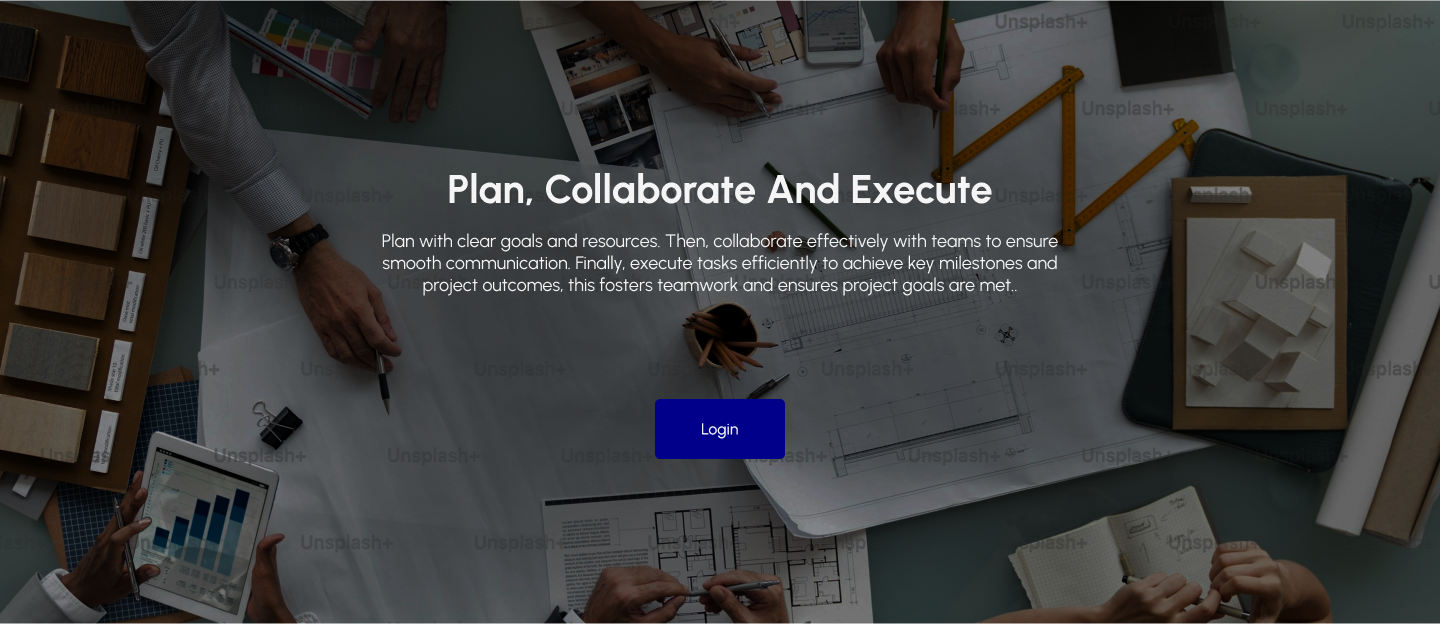 Plan, Collaborate And Execute
Plan with clear goals and resources. Then, collaborate effectively with teams to ensure
smooth communication. Finally, execute tasks efficiently to achieve key milestones and
project outcomes, this fosters teamwork and ensures project goals are met..
Login
Unsplash+